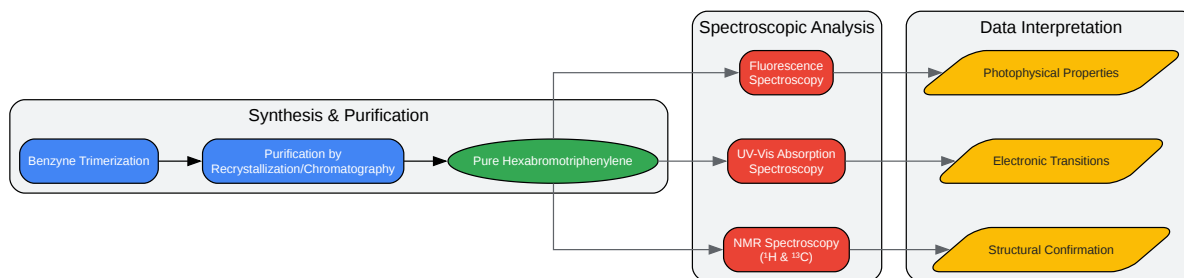 Synthesis & Purification
Benzyne Trimerization
Purification by
Recrystallization/Chromatography
Pure Hexabromotriphenylene
Spectroscopic Analysis
Fluorescence
Spectroscopy
UV-Vis Absorption
Spectroscopy
NMR Spectroscopy
(¹H & ¹³C)
Data Interpretation
Photophysical Properties
Electronic Transitions
Structural Confirmation